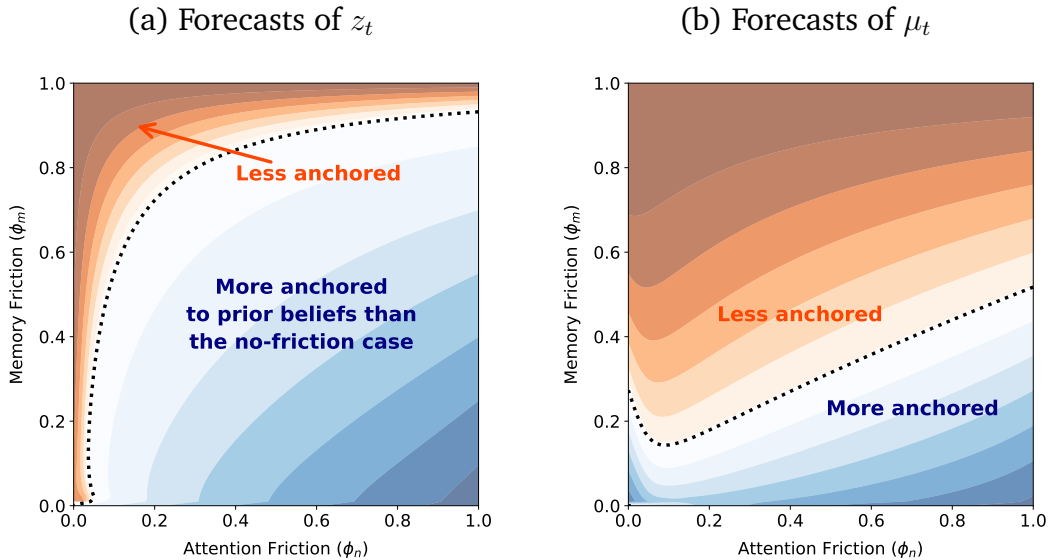 (a) Forecasts of z_t
(b) Forecasts of μ_t
1.0
0.8
0.6
0.4
0.2
0.0
Memory Friction (ϕ_m)
Less anchored
More anchored
to prior beliefs than
the no-friction case
0.0
0.2
0.4
0.6
0.8
1.0
Attention Friction (ϕ_n)
1.0
0.8
0.6
0.4
0.2
0.0
Memory Friction (ϕ_m)
Less anchored
More anchored
0.0
0.2
0.4
0.6
0.8
1.0
Attention Friction (ϕ_n)